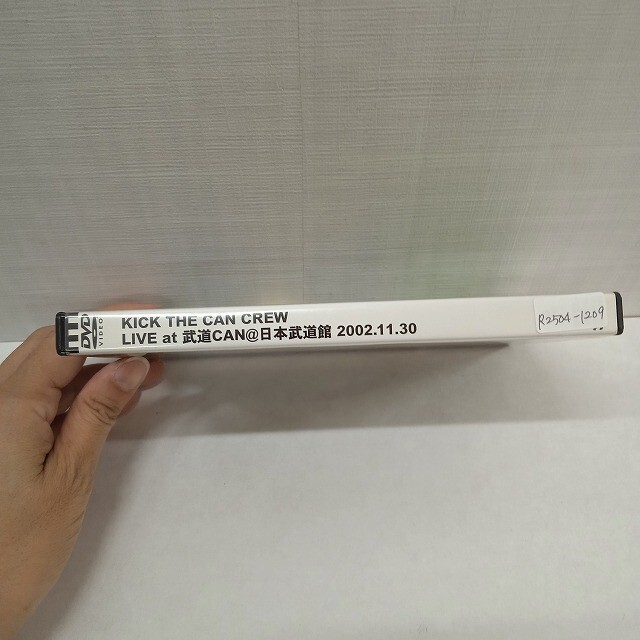 DVD
VIDEO
KICK THE CAN CREW
LIVE at 武道CAN@日本武道館 2002.11.30
R2504-1209